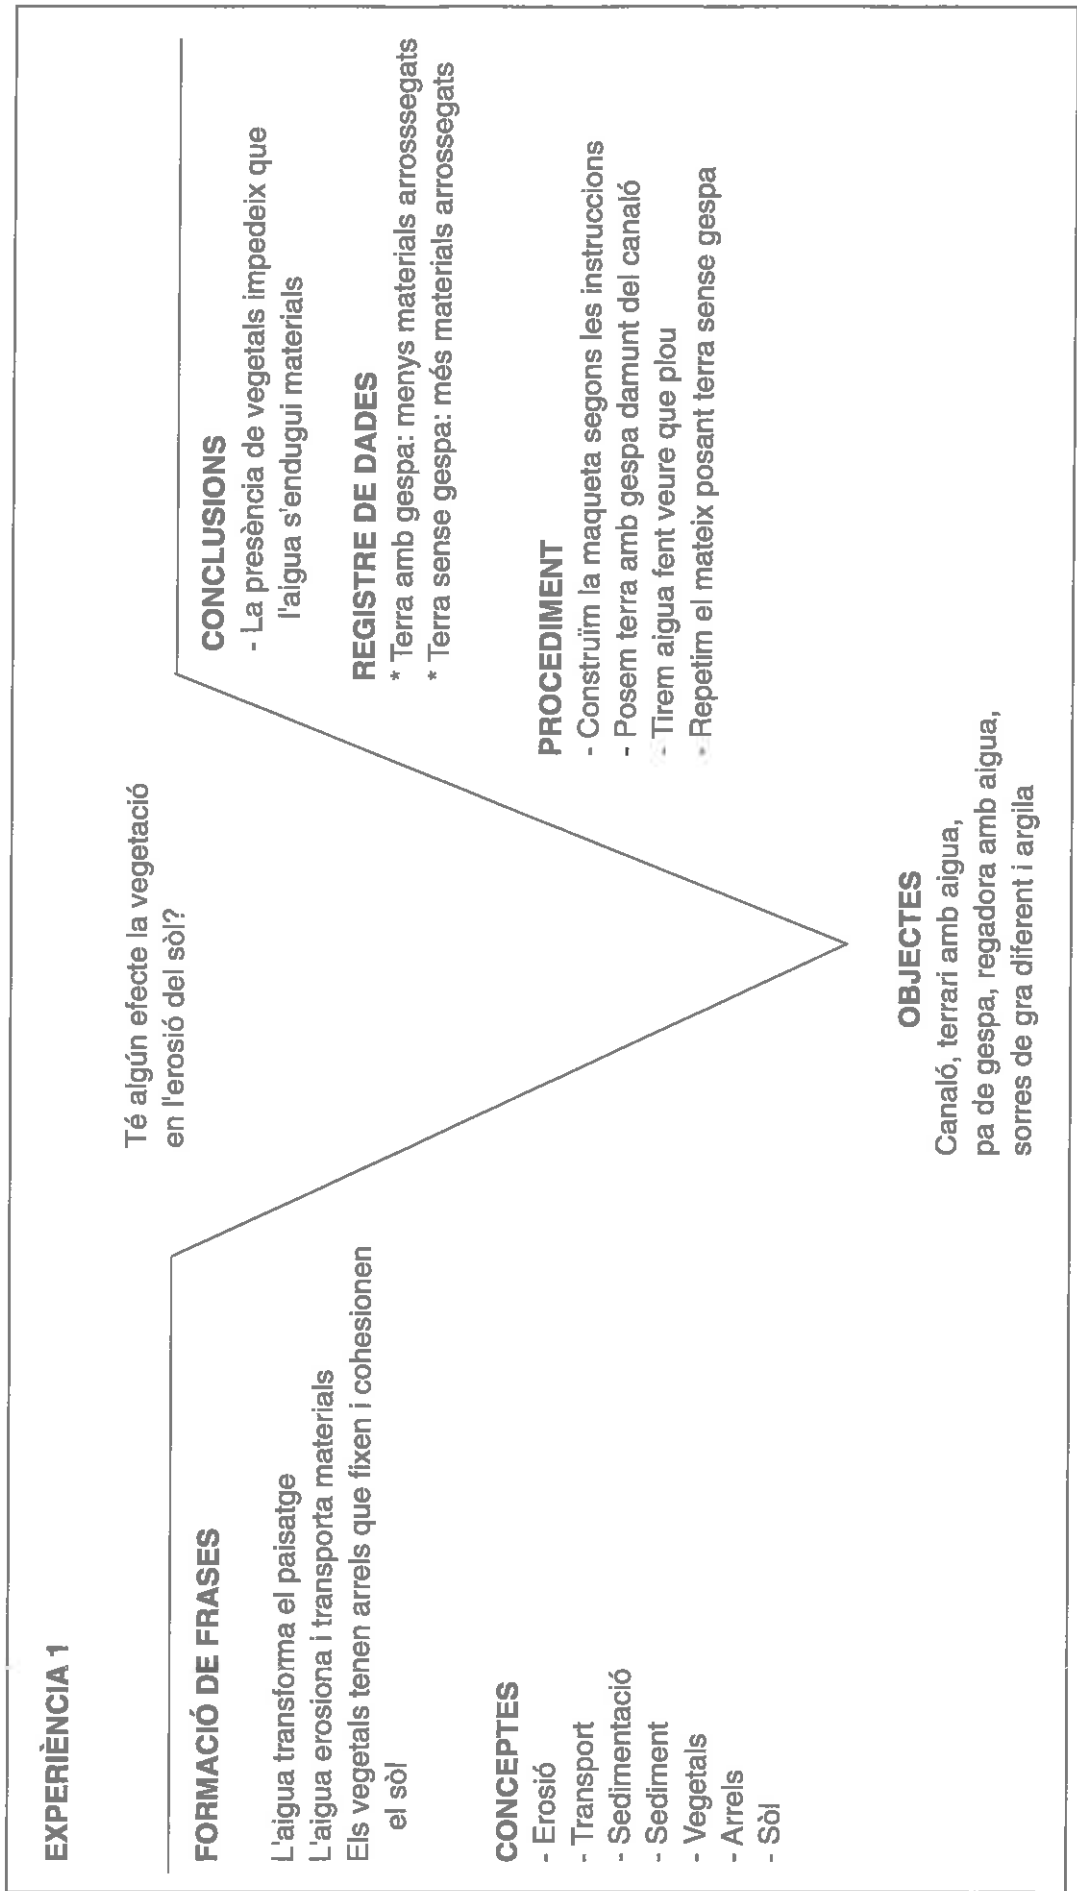 EXPERIÈNCIA 1
Té algún efecte la vegetació
en l'erosió del sòl?
FORMACIÓ DE FRASES
L'aigua transforma el paisatge
L'aigua erosiona i transporta materials
Els vegetals tenen arrels que fixen i cohesionen
el sòl
CONCEPTES
- Erosió
- Transport
- Sedimentació
- Sediment
- Vegetals
- Arrels
- Sòl
CONCLUSIONS
- La presència de vegetals impedeix que
l'aigua s'endugui materials
REGISTRE DE DADES
* Terra amb gespa: menys materials arrosssegats
* Terra sense gespa: més materials arrossegats
PROCEDIMENT
- Construïm la maqueta segons les instruccions
- Posem terra amb gespa damunt del canaló
- Tirem aigua fent veure que plou
- Repetim el mateix posant terra sense gespa
OBJECTES
Canaló, terrari amb aigua,
pa de gespa, regadora amb aigua,
sorres de gra diferent i argila